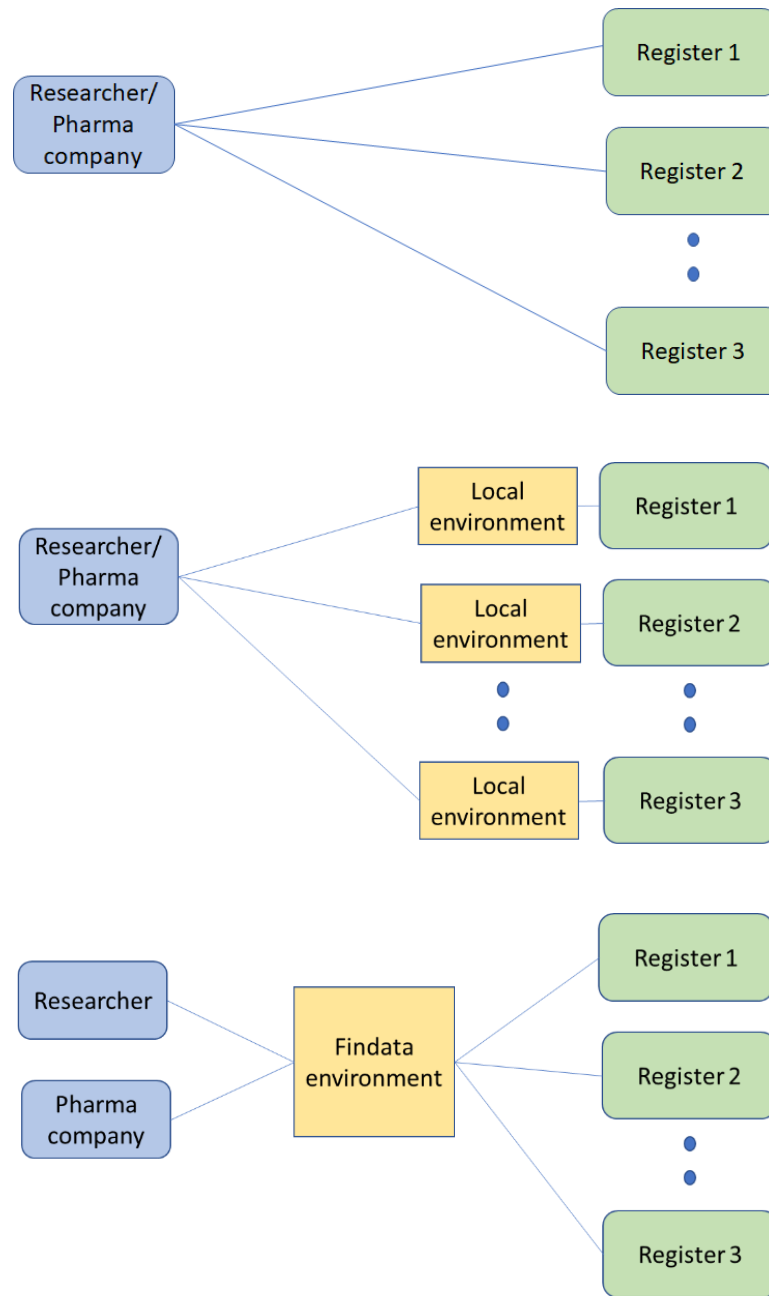 Register 1
Researcher/
Pharma
company
Register 2
Register 3
Local
environment
Register 1
Researcher/
Pharma
company
Local
environment
Register 2
Local
environment
Register 3
Register 1
Researcher
Findata
environment
Register 2
Pharma
company
Register 3